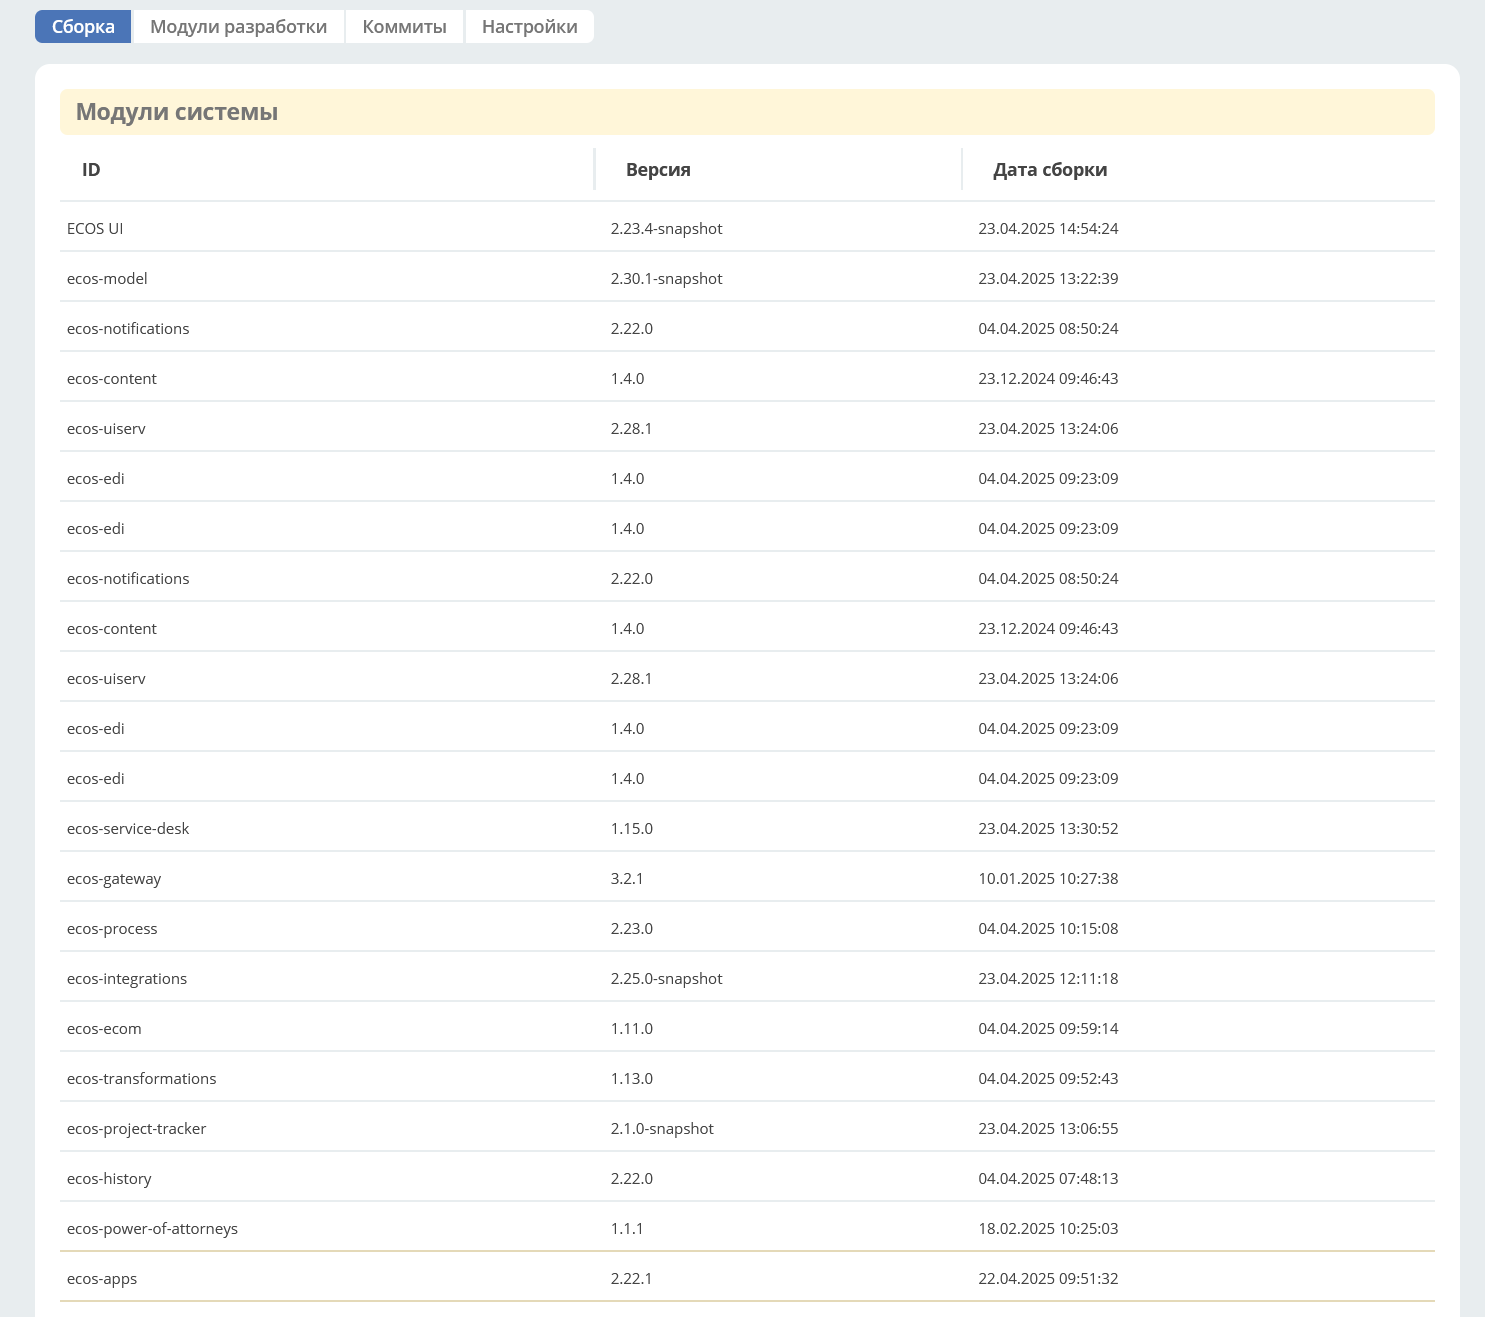 Сборка Модули разработки Коммиты Настройки
Модули системы
ID Версия Дата сборки
ECOS UI 2.23.4-snapshot 23.04.2025 14:54:24
ecos-model 2.30.1-snapshot 23.04.2025 13:22:39
ecos-notifications 2.22.0 04.04.2025 08:50:24
ecos-content 1.4.0 23.12.2024 09:46:43
ecos-uiserv 2.28.1 23.04.2025 13:24:06
ecos-edi 1.4.0 04.04.2025 09:23:09
ecos-edi 1.4.0 04.04.2025 09:23:09
ecos-notifications 2.22.0 04.04.2025 08:50:24
ecos-content 1.4.0 23.12.2024 09:46:43
ecos-uiserv 2.28.1 23.04.2025 13:24:06
ecos-edi 1.4.0 04.04.2025 09:23:09
ecos-edi 1.4.0 04.04.2025 09:23:09
ecos-service-desk 1.15.0 23.04.2025 13:30:52
ecos-gateway 3.2.1 10.01.2025 10:27:38
ecos-process 2.23.0 04.04.2025 10:15:08
ecos-integrations 2.25.0-snapshot 23.04.2025 12:11:18
ecos-ecom 1.11.0 04.04.2025 09:59:14
ecos-transformations 1.13.0 04.04.2025 09:52:43
ecos-project-tracker 2.1.0-snapshot 23.04.2025 13:06:55
ecos-history 2.22.0 04.04.2025 07:48:13
ecos-power-of-attorneys 1.1.1 18.02.2025 10:25:03
ecos-apps 2.22.1 22.04.2025 09:51:32